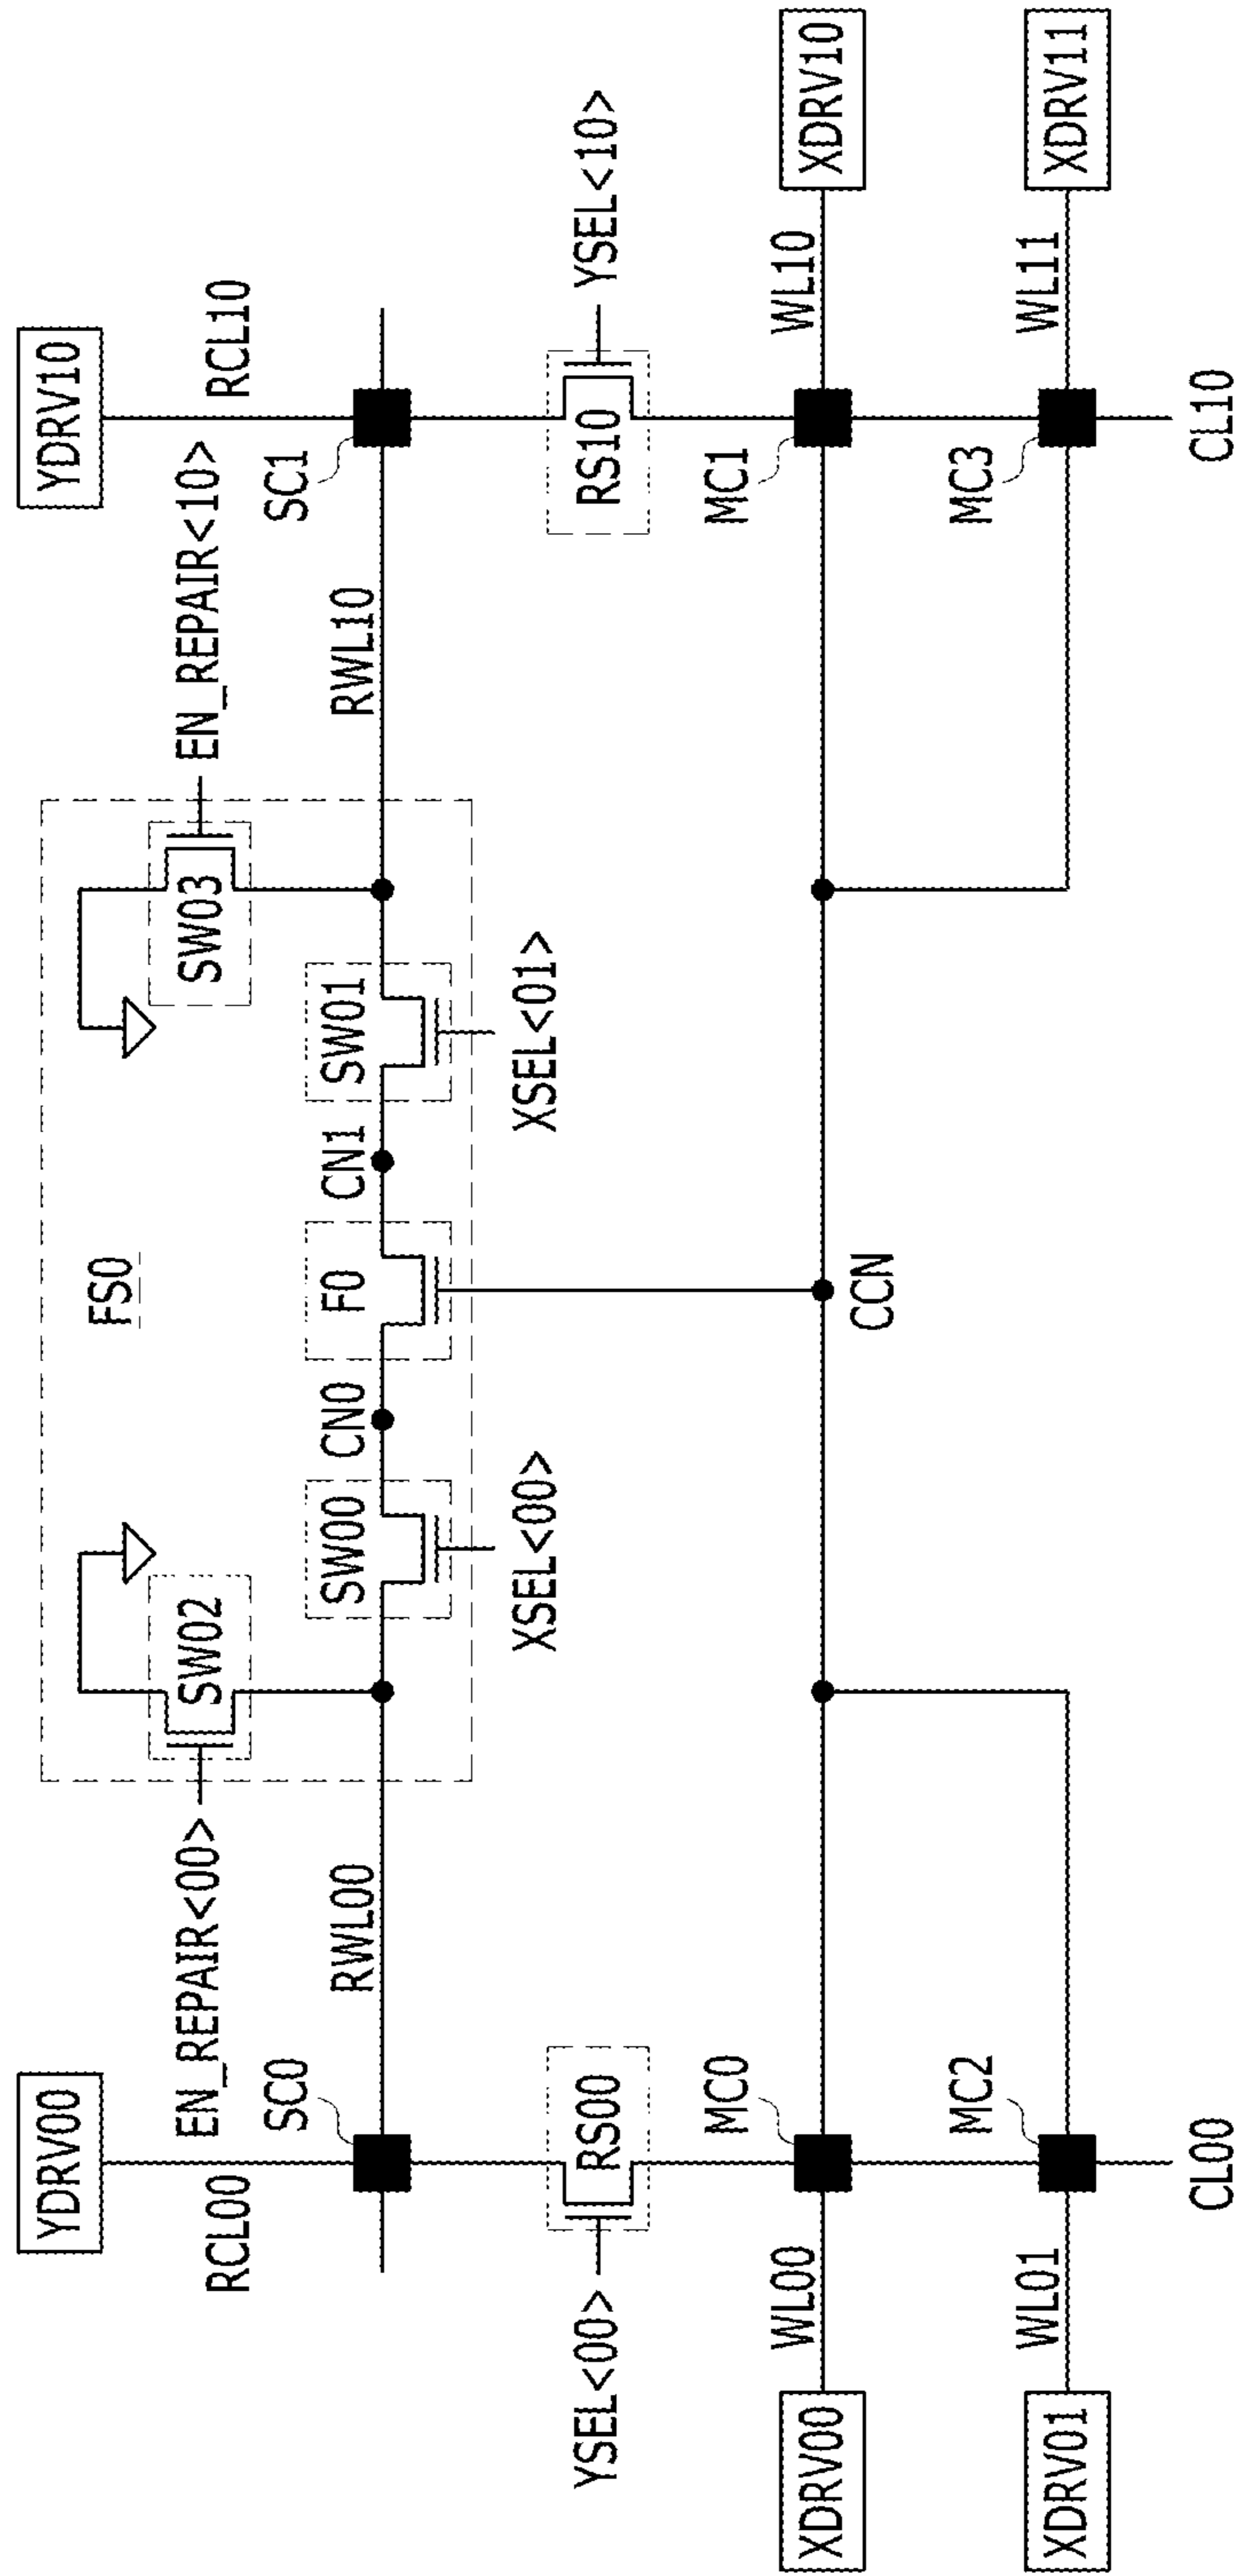 YDRV00
YDRV10
RCL00
EN_REPAIR<00>
FS0
EN_REPAIR<10>
RCL10
SW02
SW03
SC0
RWL00
SW00
CN0
F0
CN1
SW01
RWL10
SC1
XSEL<00>
XSEL<01>
YSEL<00>
RS00
RS10
YSEL<10>
XDRV00
WL00
MC0
CCN
MC1
WL10
XDRV10
XDRV01
WL01
MC2
MC3
WL11
XDRV11
CL00
CL10